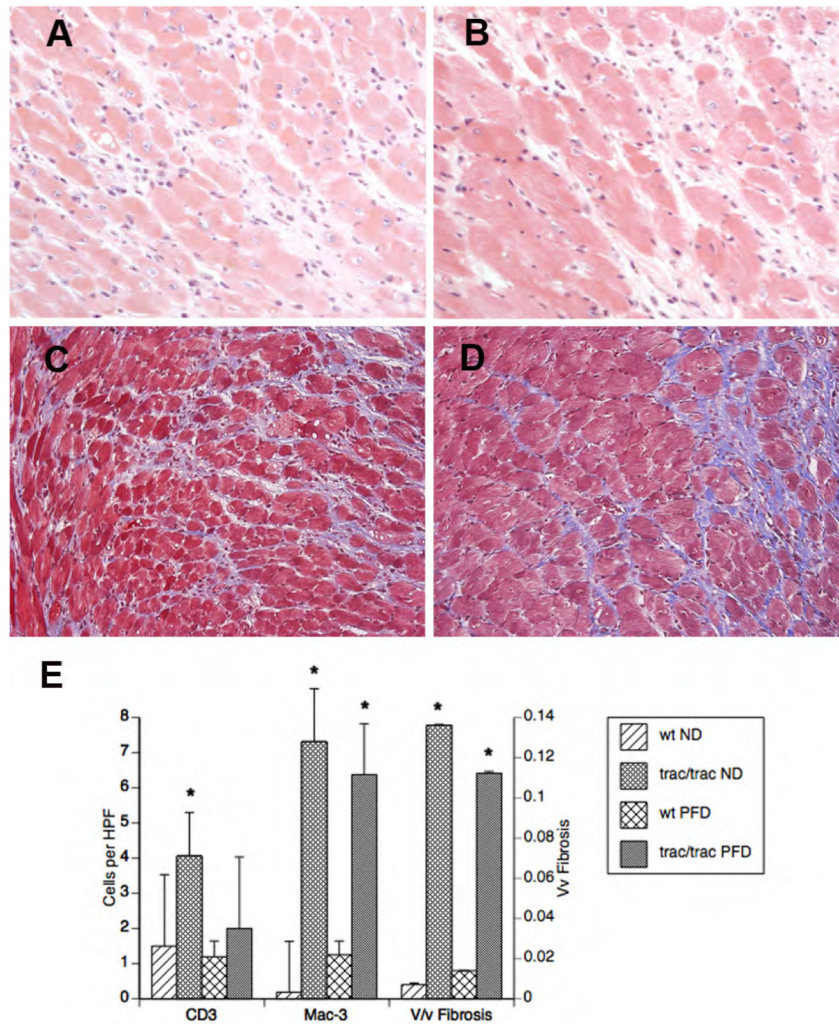 A
B
C
D
E
* * * * *
8
7
6
5
4
3
2
1
0
Cells per HPF
0.14
0.12
0.1
0.08
0.06
0.04
0.02
0
Vv Fibrosis
CD3 Mac-3 V/v Fibrosis
wt ND
trac/trac ND
wt PFD
trac/trac PFD